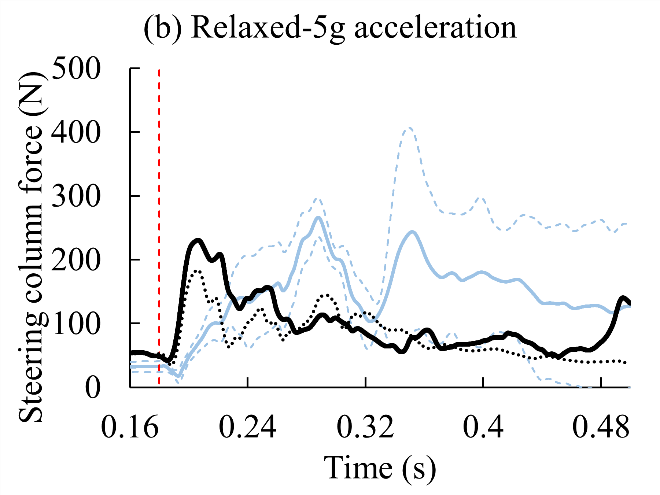 (b) Relaxed-5g acceleration
Steering column force (N)
500
400
300
200
100
0
0.16 0.24 0.32 0.4 0.48
Time (s)